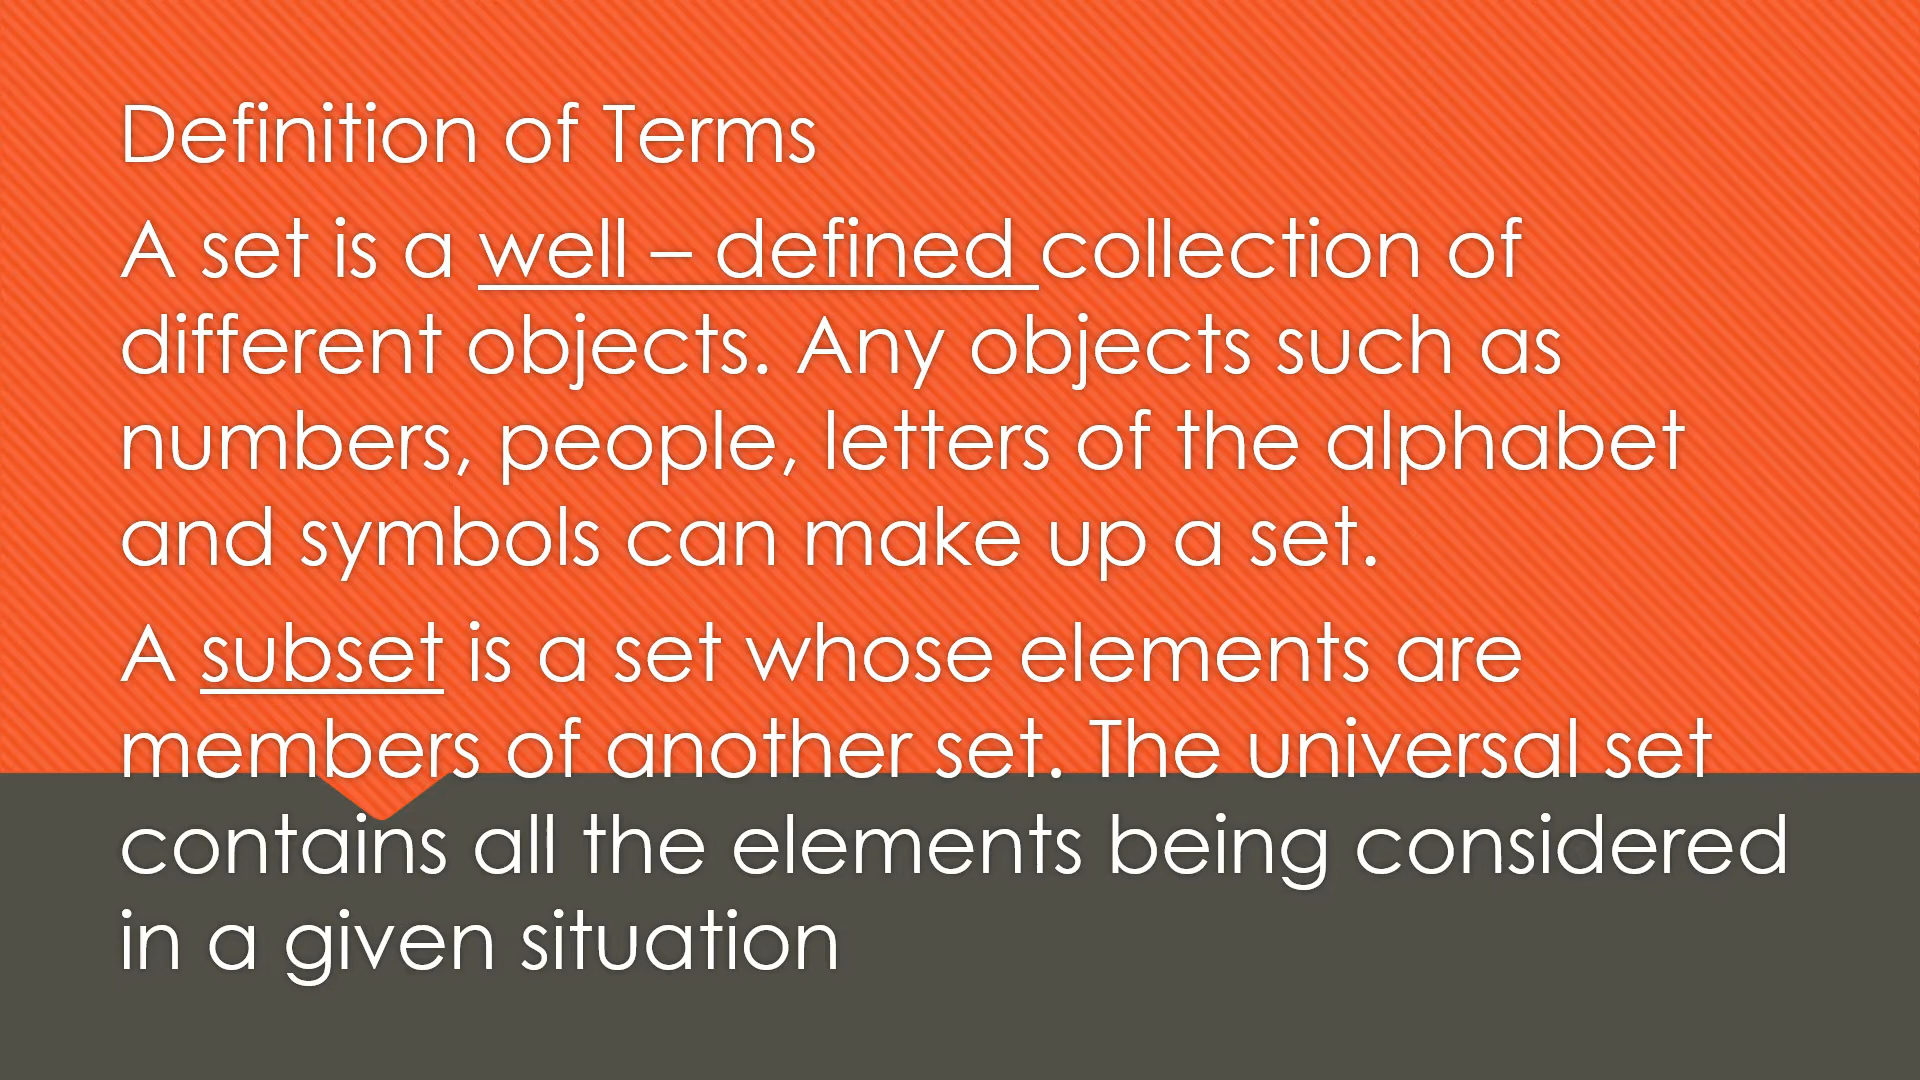 Definition of Terms
A set is a well – defined collection of
different objects. Any objects such as
numbers, people, letters of the alphabet
and symbols can make up a set.
A subset is a set whose elements are
members of another set. The universal set
contains all the elements being considered
in a given situation